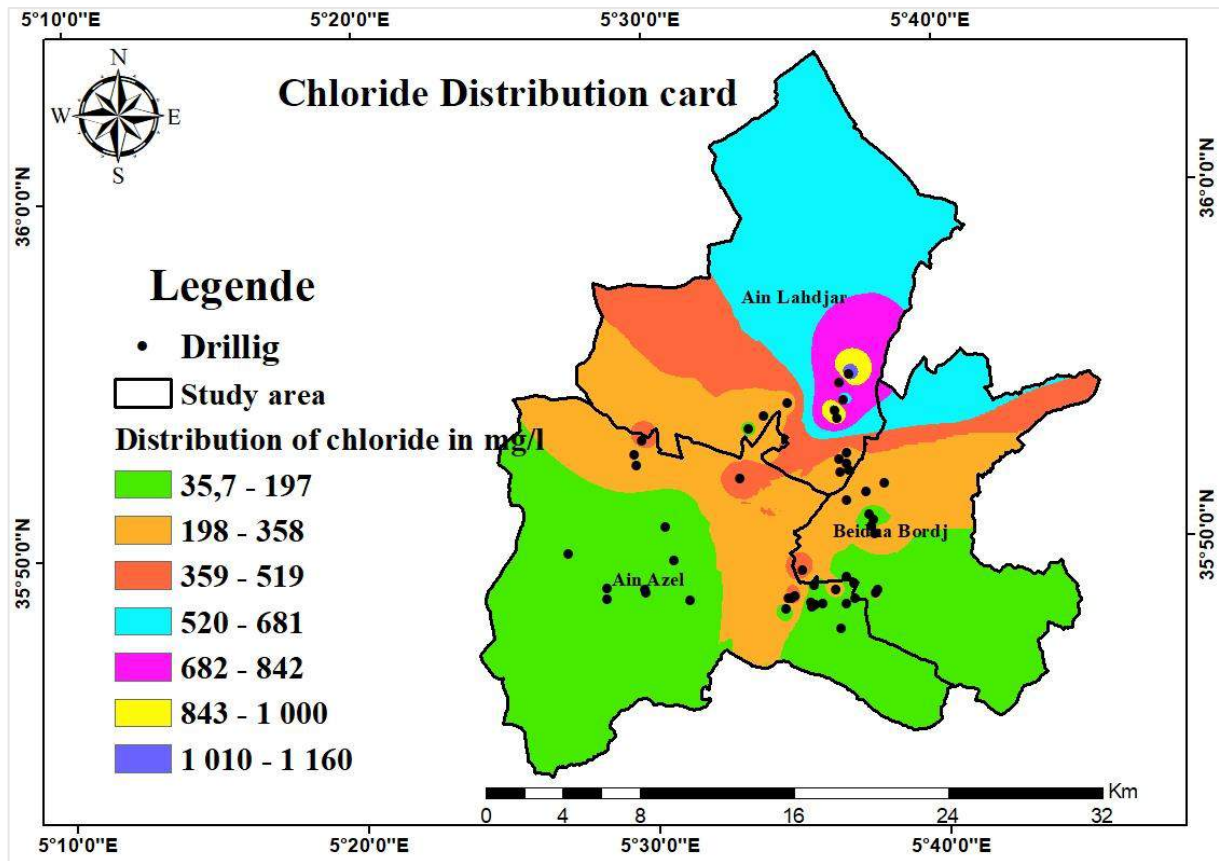 5°10'0"E 5°20'0"E 5°30'0"E 5°40'0"E
N
W E
S
Chloride Distribution card
36°0'0"N
36°0'0"N
Ain Lahdjar
Legende
Drillig
Study area
Distribution of chloride in mg/l
35,7 - 197
198 - 358
359 - 519
520 - 681
682 - 842
843 - 1 000
1 010 - 1 160
35°50'0"N
35°50'0"N
Beidha Bordj
Ain Azel
Km
0 4 8 16 24 32
5°10'0"E 5°20'0"E 5°30'0"E 5°40'0"E